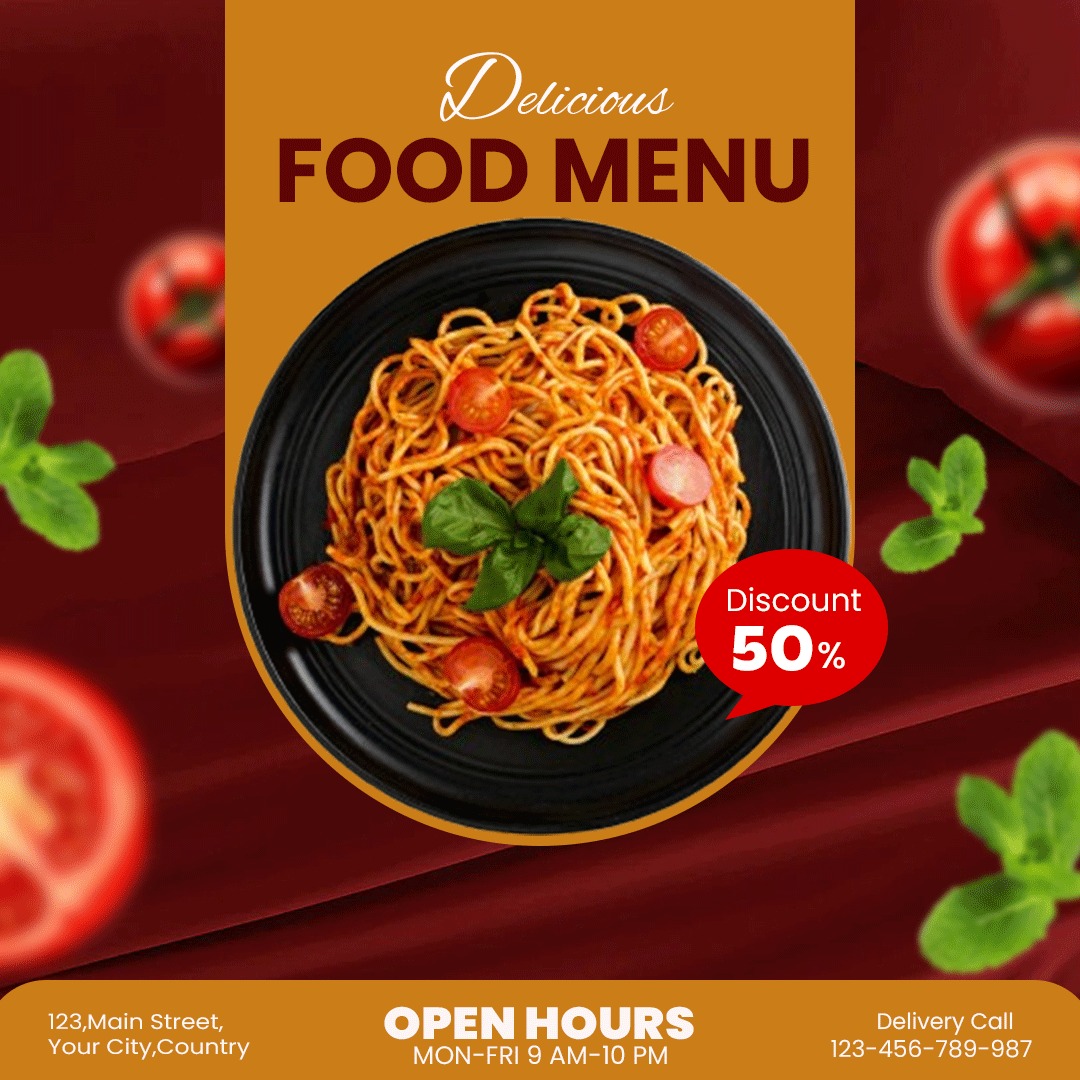 Delicious
FOOD MENU
Discount
50%
123,Main Street,
Your City,Country
OPEN HOURS
MON-FRI 9 AM-10 PM
Delivery Call
123-456-789-987